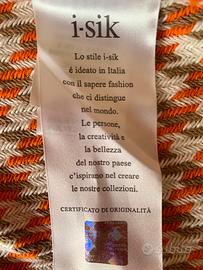 i-sik
Lo stile i-sik
è ideato in Italia
con il sapere fashion
che ci distingue
nel mondo.
Le persone,
la creatività e
la bellezza
del nostro paese
c'ispirano nel creare
le nostre collezioni.
CERTIFICATO DI ORIGINALITÀ
subito